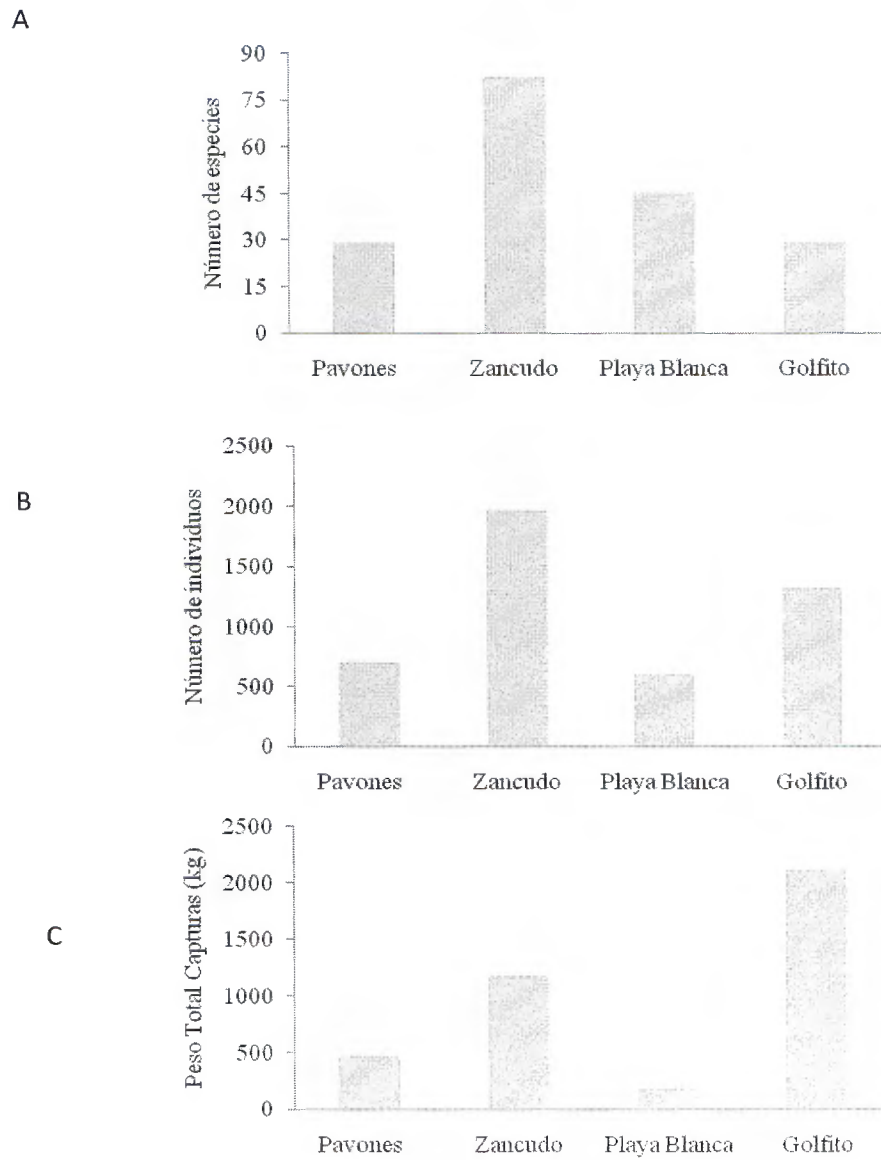 A
Número de especies
90
75
60
45
30
15
0
Pavones Zancudo Playa Blanca Golfito
B
Número de indivíduos
2500
2000
1500
1000
500
0
Pavones Zancudo Playa Blanca Golfito
C
Peso Total Capturas (kg)
2500
2000
1500
1000
500
0
Pavones Zancudo Playa Blanca Golfito